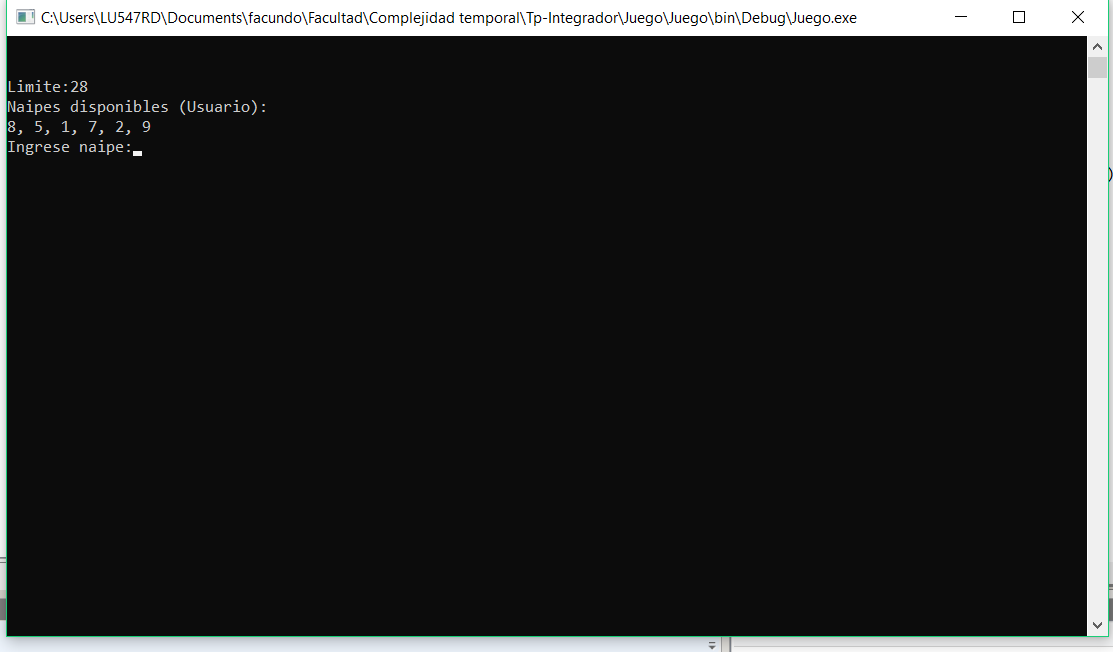 C:\Users\LU547RD\Documents\facundo\Facultad\Complejidad temporal\Tp-Integrador\Juego\Juego\bin\Debug\Juego.exe
Limite:28
Naipes disponibles (Usuario):
8, 5, 1, 7, 2, 9
Ingrese naipe: